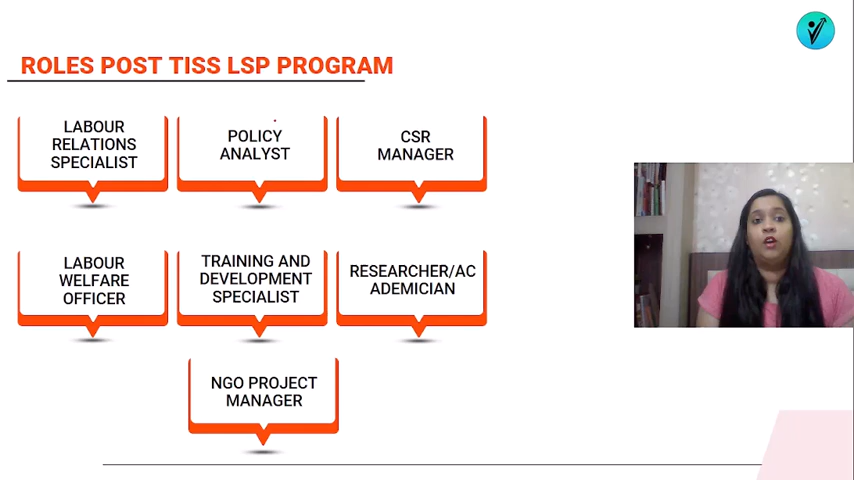 ROLES POST TISS LSP PROGRAM
LABOUR
RELATIONS
SPECIALIST
POLICY
ANALYST
CSR
MANAGER
LABOUR
WELFARE
OFFICER
TRAINING AND
DEVELOPMENT
SPECIALIST
RESEARCHER/AC
ADEMICIAN
NGO PROJECT
MANAGER